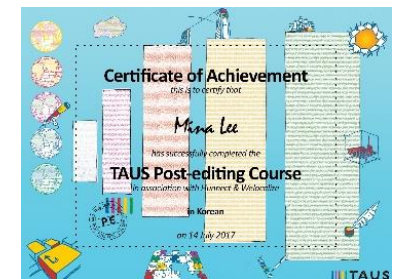 Certificate of Achievement
this is to certify that
Mina Lee
has successfully completed the
TAUS Post-editing Course
in association with Hunnect & Welocalize
in Korean
on 14 July 2017
P.E.
TAUS